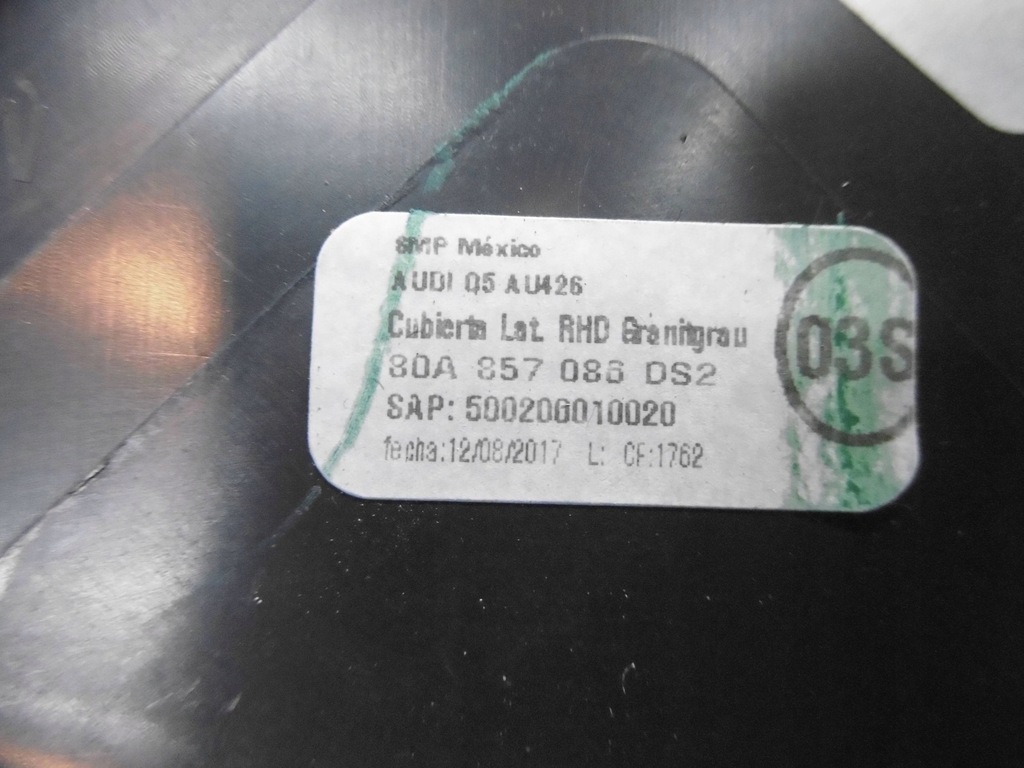 SMP México
AUDI Q5 AU426
Cubierta Lat. RHD Granitgrau
80A 857 086 DS2
SAP: 500206010020
fecha:12/08/2017 L: CF:1762
03S